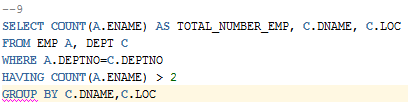 --9
SELECT COUNT(A.ENAME) AS TOTAL_NUMBER_EMP, C.DNAME, C.LOC
FROM EMP A, DEPT C
WHERE A.DEPTNO=C.DEPTNO
HAVING COUNT(A.ENAME) > 2
GROUP BY C.DNAME,C.LOC